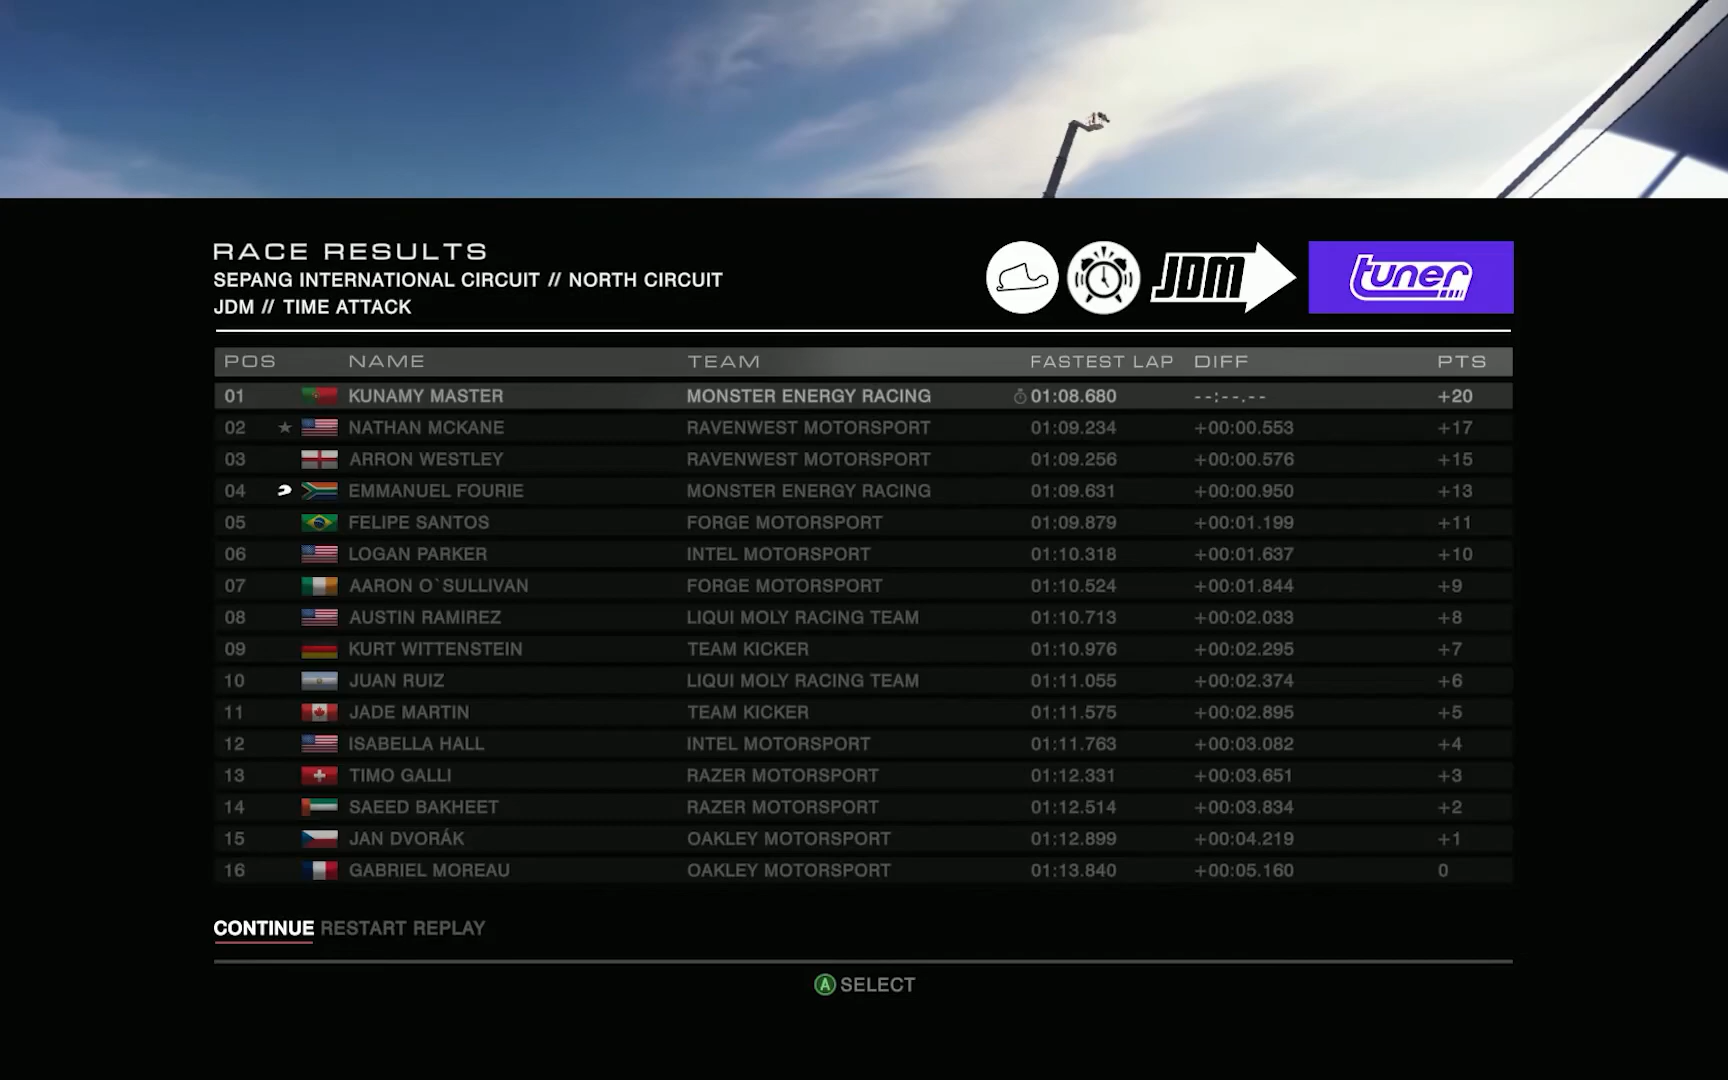 RACE RESULTS
SEPANG INTERNATIONAL CIRCUIT // NORTH CIRCUIT
JDM // TIME ATTACK
JDM
tuner
POS NAME TEAM FASTEST LAP DIFF PTS
01 KUNAMY MASTER MONSTER ENERGY RACING 01:08.680 --:--.-- +20
02 NATHAN MCKANE RAVENWEST MOTORSPORT 01:09.234 +00:00.553 +17
03 ARRON WESTLEY RAVENWEST MOTORSPORT 01:09.256 +00:00.576 +15
04 EMMANUEL FOURIE MONSTER ENERGY RACING 01:09.631 +00:00.950 +13
05 FELIPE SANTOS FORGE MOTORSPORT 01:09.879 +00:01.199 +11
06 LOGAN PARKER INTEL MOTORSPORT 01:10.318 +00:01.637 +10
07 AARON O`SULLIVAN FORGE MOTORSPORT 01:10.524 +00:01.844 +9
08 AUSTIN RAMIREZ LIQUI MOLY RACING TEAM 01:10.713 +00:02.033 +8
09 KURT WITTENSTEIN TEAM KICKER 01:10.976 +00:02.295 +7
10 JUAN RUIZ LIQUI MOLY RACING TEAM 01:11.055 +00:02.374 +6
11 JADE MARTIN TEAM KICKER 01:11.575 +00:02.895 +5
12 ISABELLA HALL INTEL MOTORSPORT 01:11.763 +00:03.082 +4
13 TIMO GALLI RAZER MOTORSPORT 01:12.331 +00:03.651 +3
14 SAEED BAKHEET RAZER MOTORSPORT 01:12.514 +00:03.834 +2
15 JAN DVORÁK OAKLEY MOTORSPORT 01:12.899 +00:04.219 +1
16 GABRIEL MOREAU OAKLEY MOTORSPORT 01:13.840 +00:05.160 0
CONTINUE RESTART REPLAY
A SELECT